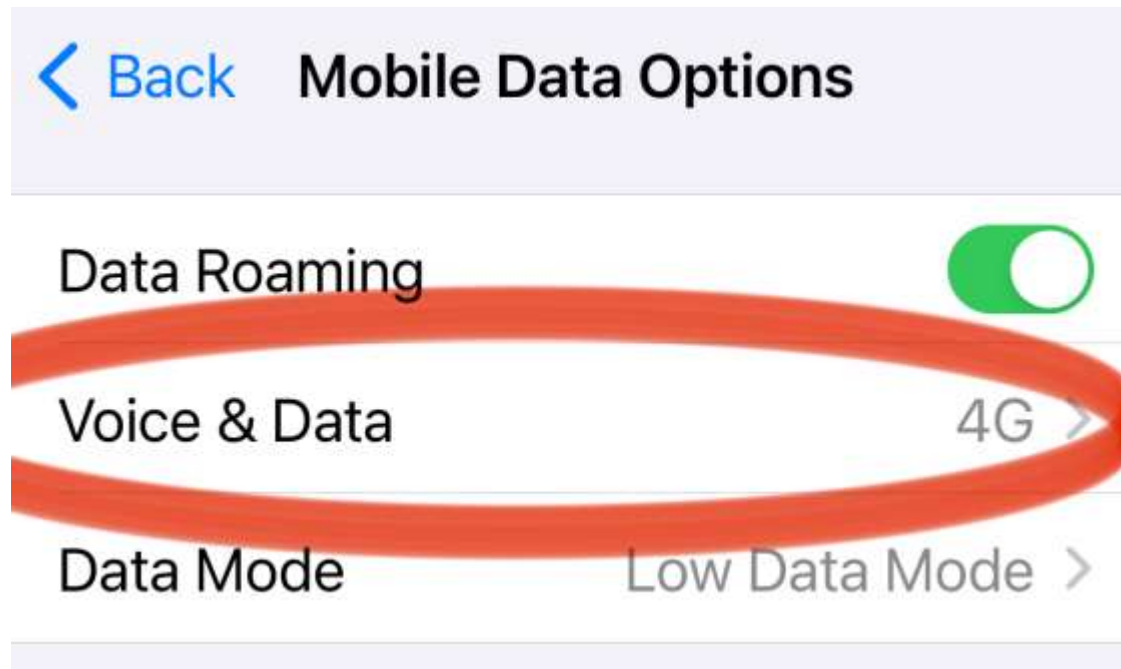 Back Mobile Data Options
Data Roaming
Voice & Data 4G
Data Mode Low Data Mode